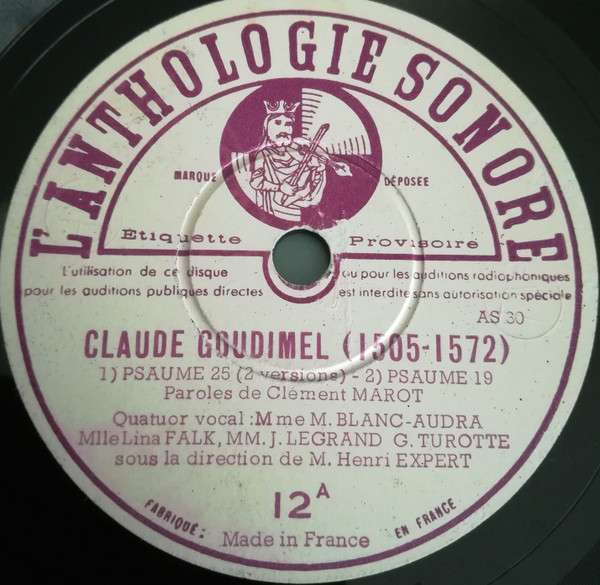 L'ANTHOLOGIE SONORE
MARQUE DÉPOSÉE
Etiquette Provisoire
L'utilisation de ce disque ou pour les auditions radiophoniques
pour les auditions publiques directes est interdite sans autorisation spéciale
AS 30
CLAUDE GOUDIMEL (1505-1572)
1) PSAUME 25 (2 versions) - 2) PSAUME 19
Paroles de Clément MAROT
Quatuor vocal : Mme M. BLANC-AUDRA
Mlle Lina FALK, MM. J. LEGRAND G. TUROTTE
sous la direction de M. Henri EXPERT
12A
FABRIQUÉ: EN FRANCE
Made in France